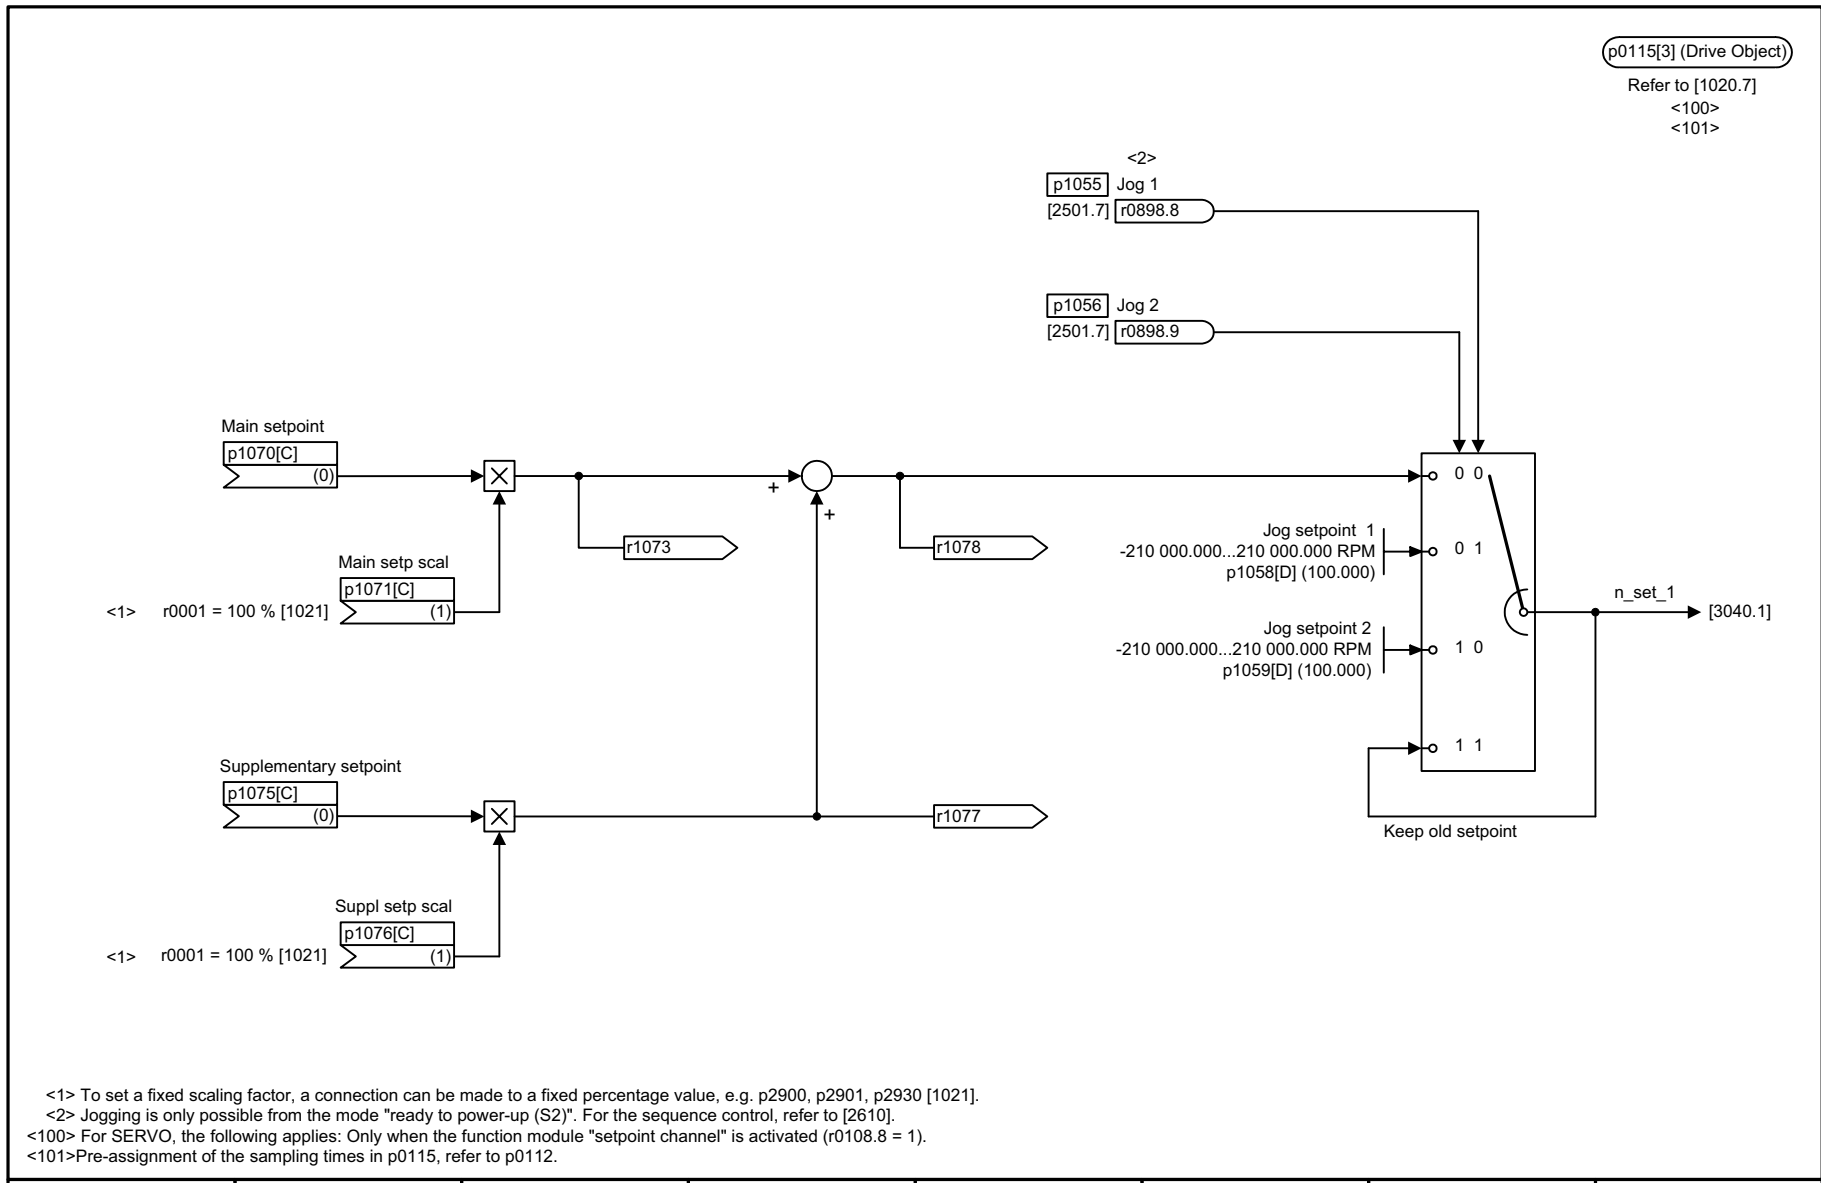 p0115[3] (Drive Object)
Refer to [1020.7]
<100>
<101>
<2>
p1055 Jog 1
[2501.7] r0898.8
p1056 Jog 2
[2501.7] r0898.9
Main setpoint
p1070[C]
(0)
+
+
0 0
r1073
r1078
Jog setpoint 1
-210 000.000...210 000.000 RPM
p1058[D] (100.000)
0 1
Main setp scal
p1071[C]
<1> r0001 = 100 % [1021] (1)
n_set_1
[3040.1]
Jog setpoint 2
-210 000.000...210 000.000 RPM
p1059[D] (100.000)
1 0
1 1
Supplementary setpoint
p1075[C]
(0)
r1077
Keep old setpoint
Suppl setp scal
p1076[C]
<1> r0001 = 100 % [1021] (1)
<1> To set a fixed scaling factor, a connection can be made to a fixed percentage value, e.g. p2900, p2901, p2930 [1021].
<2> Jogging is only possible from the mode "ready to power-up (S2)". For the sequence control, refer to [2610].
<100> For SERVO, the following applies: Only when the function module "setpoint channel" is activated (r0108.8 = 1).
<101>Pre-assignment of the sampling times in p0115, refer to p0112.